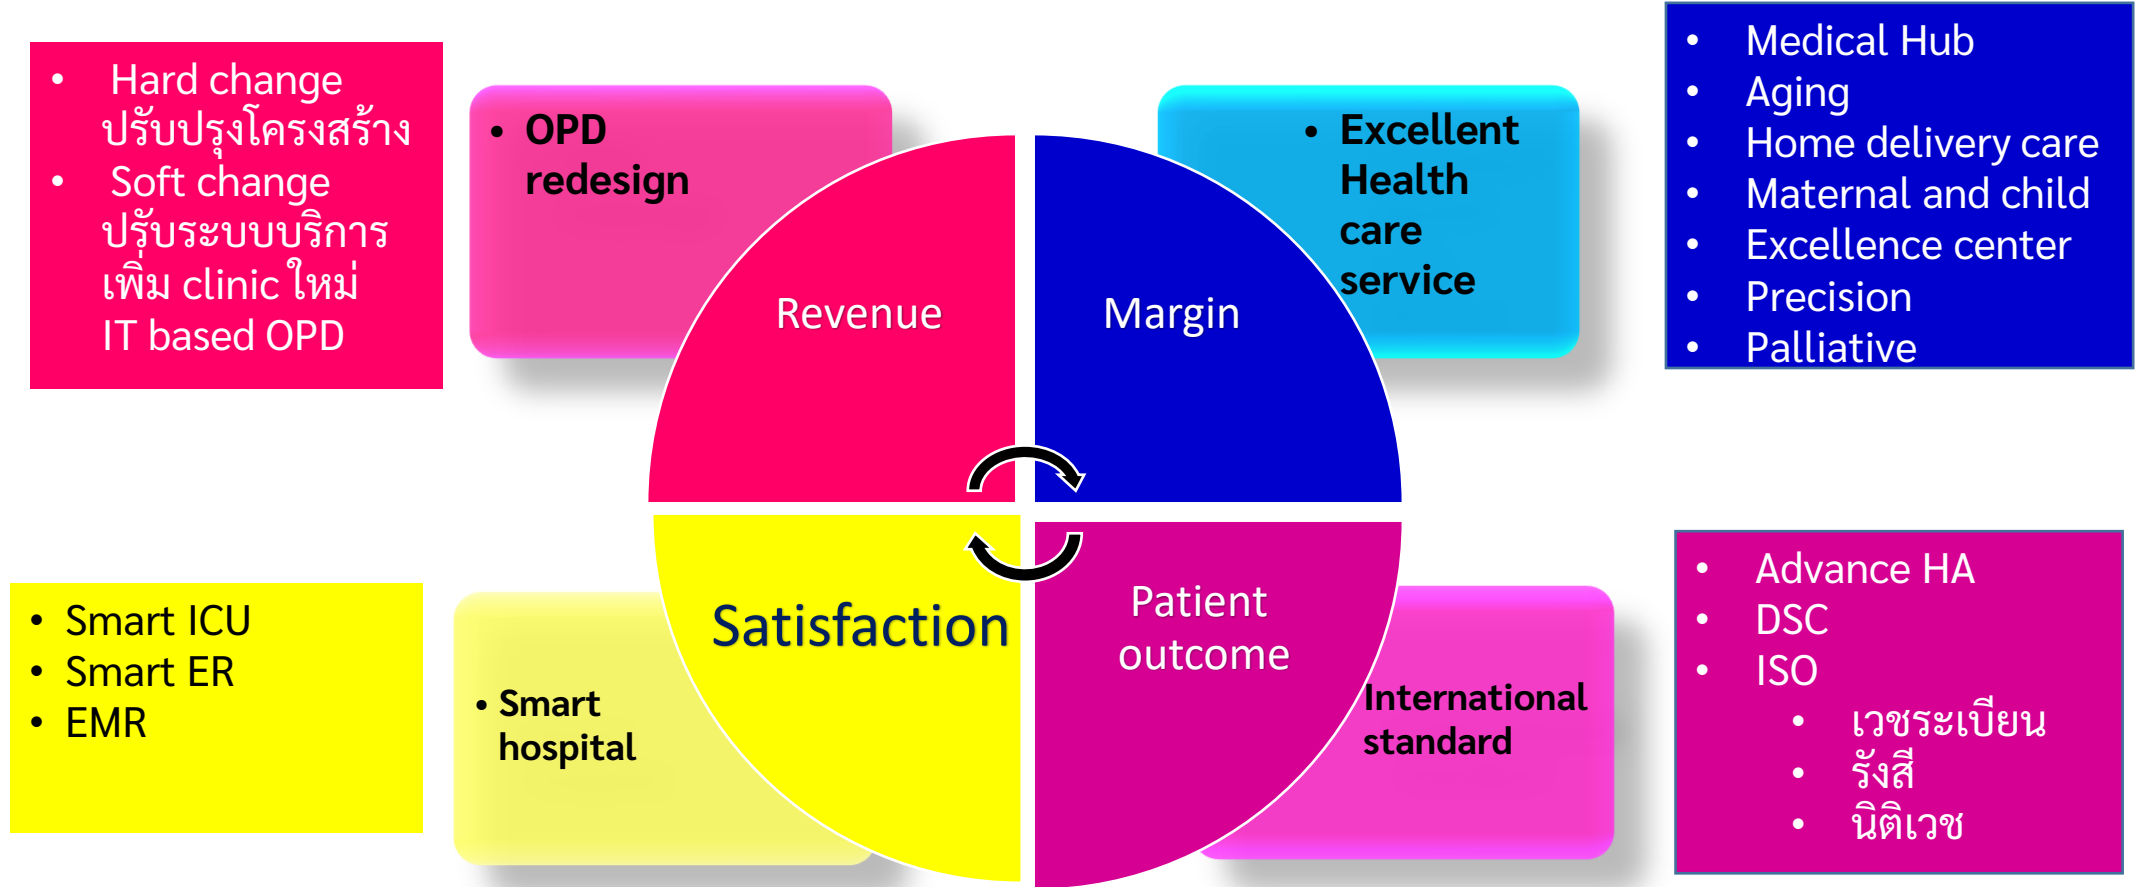 • Hard change
ปรับปรุงโครงสร้าง
• Soft change
ปรับระบบบริการ
เพิ่ม clinic ใหม่
IT based OPD
• OPD
redesign
Revenue
Margin
• Excellent
Health
care
service
• Medical Hub
• Aging
• Home delivery care
• Maternal and child
• Excellence center
• Precision
• Palliative
• Smart ICU
• Smart ER
• EMR
• Smart
hospital
Satisfaction
Patient
outcome
International
standard
• Advance HA
• DSC
• ISO
• เวชระเบียน
• รังสี
• นิติเวช